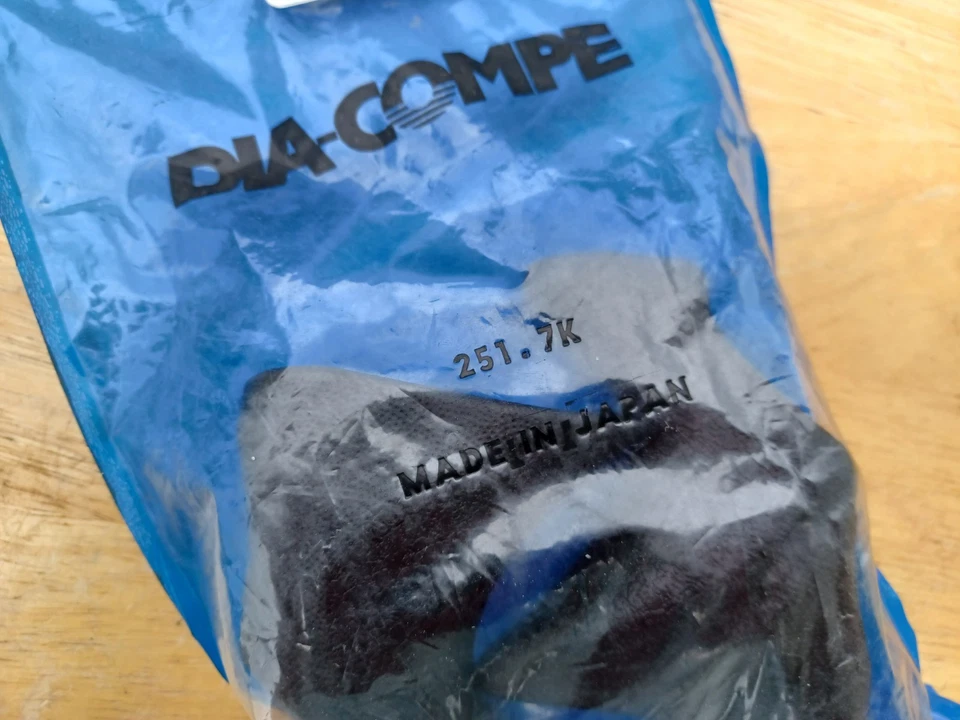 DIA-COMPE
251.7K
MADE IN JAPAN